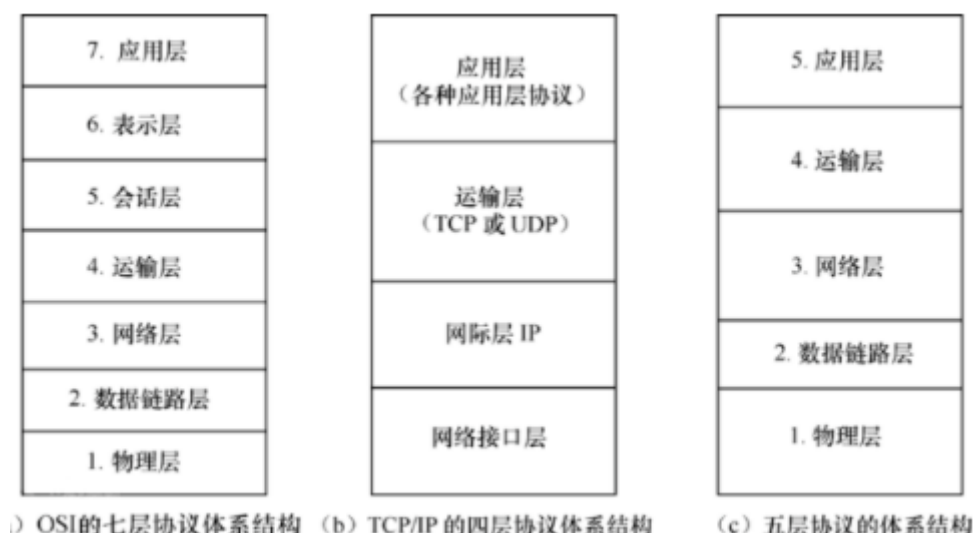 7. 应用层
6. 表示层
5. 会话层
4. 运输层
3. 网络层
2. 数据链路层
1. 物理层
) OSI的七层协议体系结构
应用层
(各种应用层协议)
运输层
(TCP 或 UDP)
网际层 IP
网络接口层
(b) TCP/IP 的四层协议体系结构
5. 应用层
4. 运输层
3. 网络层
2. 数据链路层
1. 物理层
(c) 五层协议的体系结构